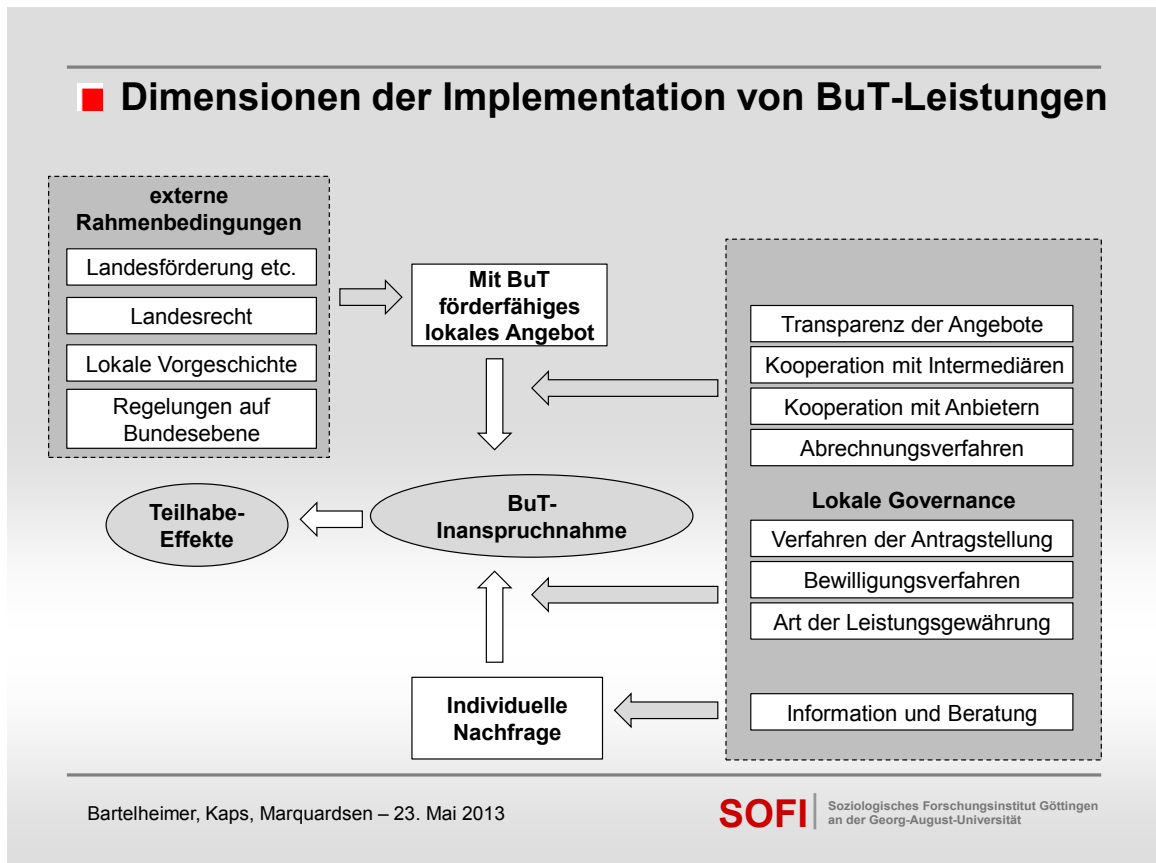 Dimensionen der Implementation von BuT-Leistungen
externe
Rahmenbedingungen
Landesförderung etc.
Landesrecht
Lokale Vorgeschichte
Regelungen auf
Bundesebene
Mit BuT
förderfähiges
lokales Angebot
Transparenz der Angebote
Kooperation mit Intermediären
Kooperation mit Anbietern
Abrechnungsverfahren
Lokale Governance
Verfahren der Antragstellung
Bewilligungsverfahren
Art der Leistungsgewährung
Information und Beratung
BuT-
Inanspruchnahme
Teilhabe-
Effekte
Individuelle
Nachfrage
Bartelheimer, Kaps, Marquardsen – 23. Mai 2013
SOFI
Soziologisches Forschungsinstitut Göttingen
an der Georg-August-Universität